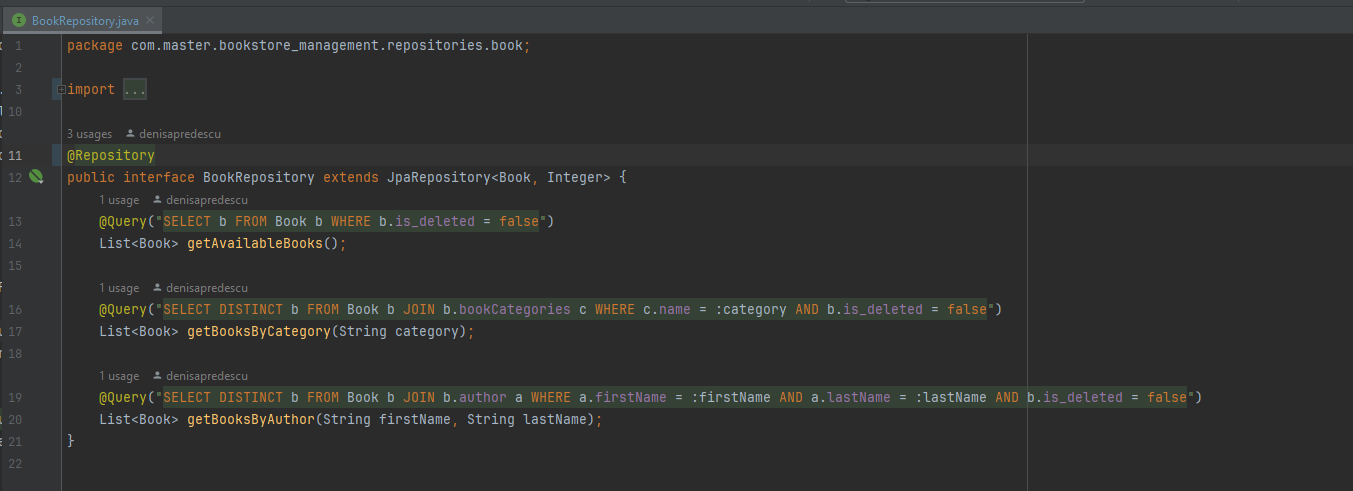 BookRepository.java
1 package com.master.bookstore_management.repositories.book;
2
3 import ...
10
3 usages denisapredescu
11 @Repository
12 public interface BookRepository extends JpaRepository<Book, Integer> {
1 usage denisapredescu
13 @Query("SELECT b FROM Book b WHERE b.is_deleted = false")
14 List<Book> getAvailableBooks();
15
1 usage denisapredescu
16 @Query("SELECT DISTINCT b FROM Book b JOIN b.bookCategories c WHERE c.name = :category AND b.is_deleted = false")
17 List<Book> getBooksByCategory(String category);
18
1 usage denisapredescu
19 @Query("SELECT DISTINCT b FROM Book b JOIN b.author a WHERE a.firstName = :firstName AND a.lastName = :lastName AND b.is_deleted = false")
20 List<Book> getBooksByAuthor(String firstName, String lastName);
21 }
22